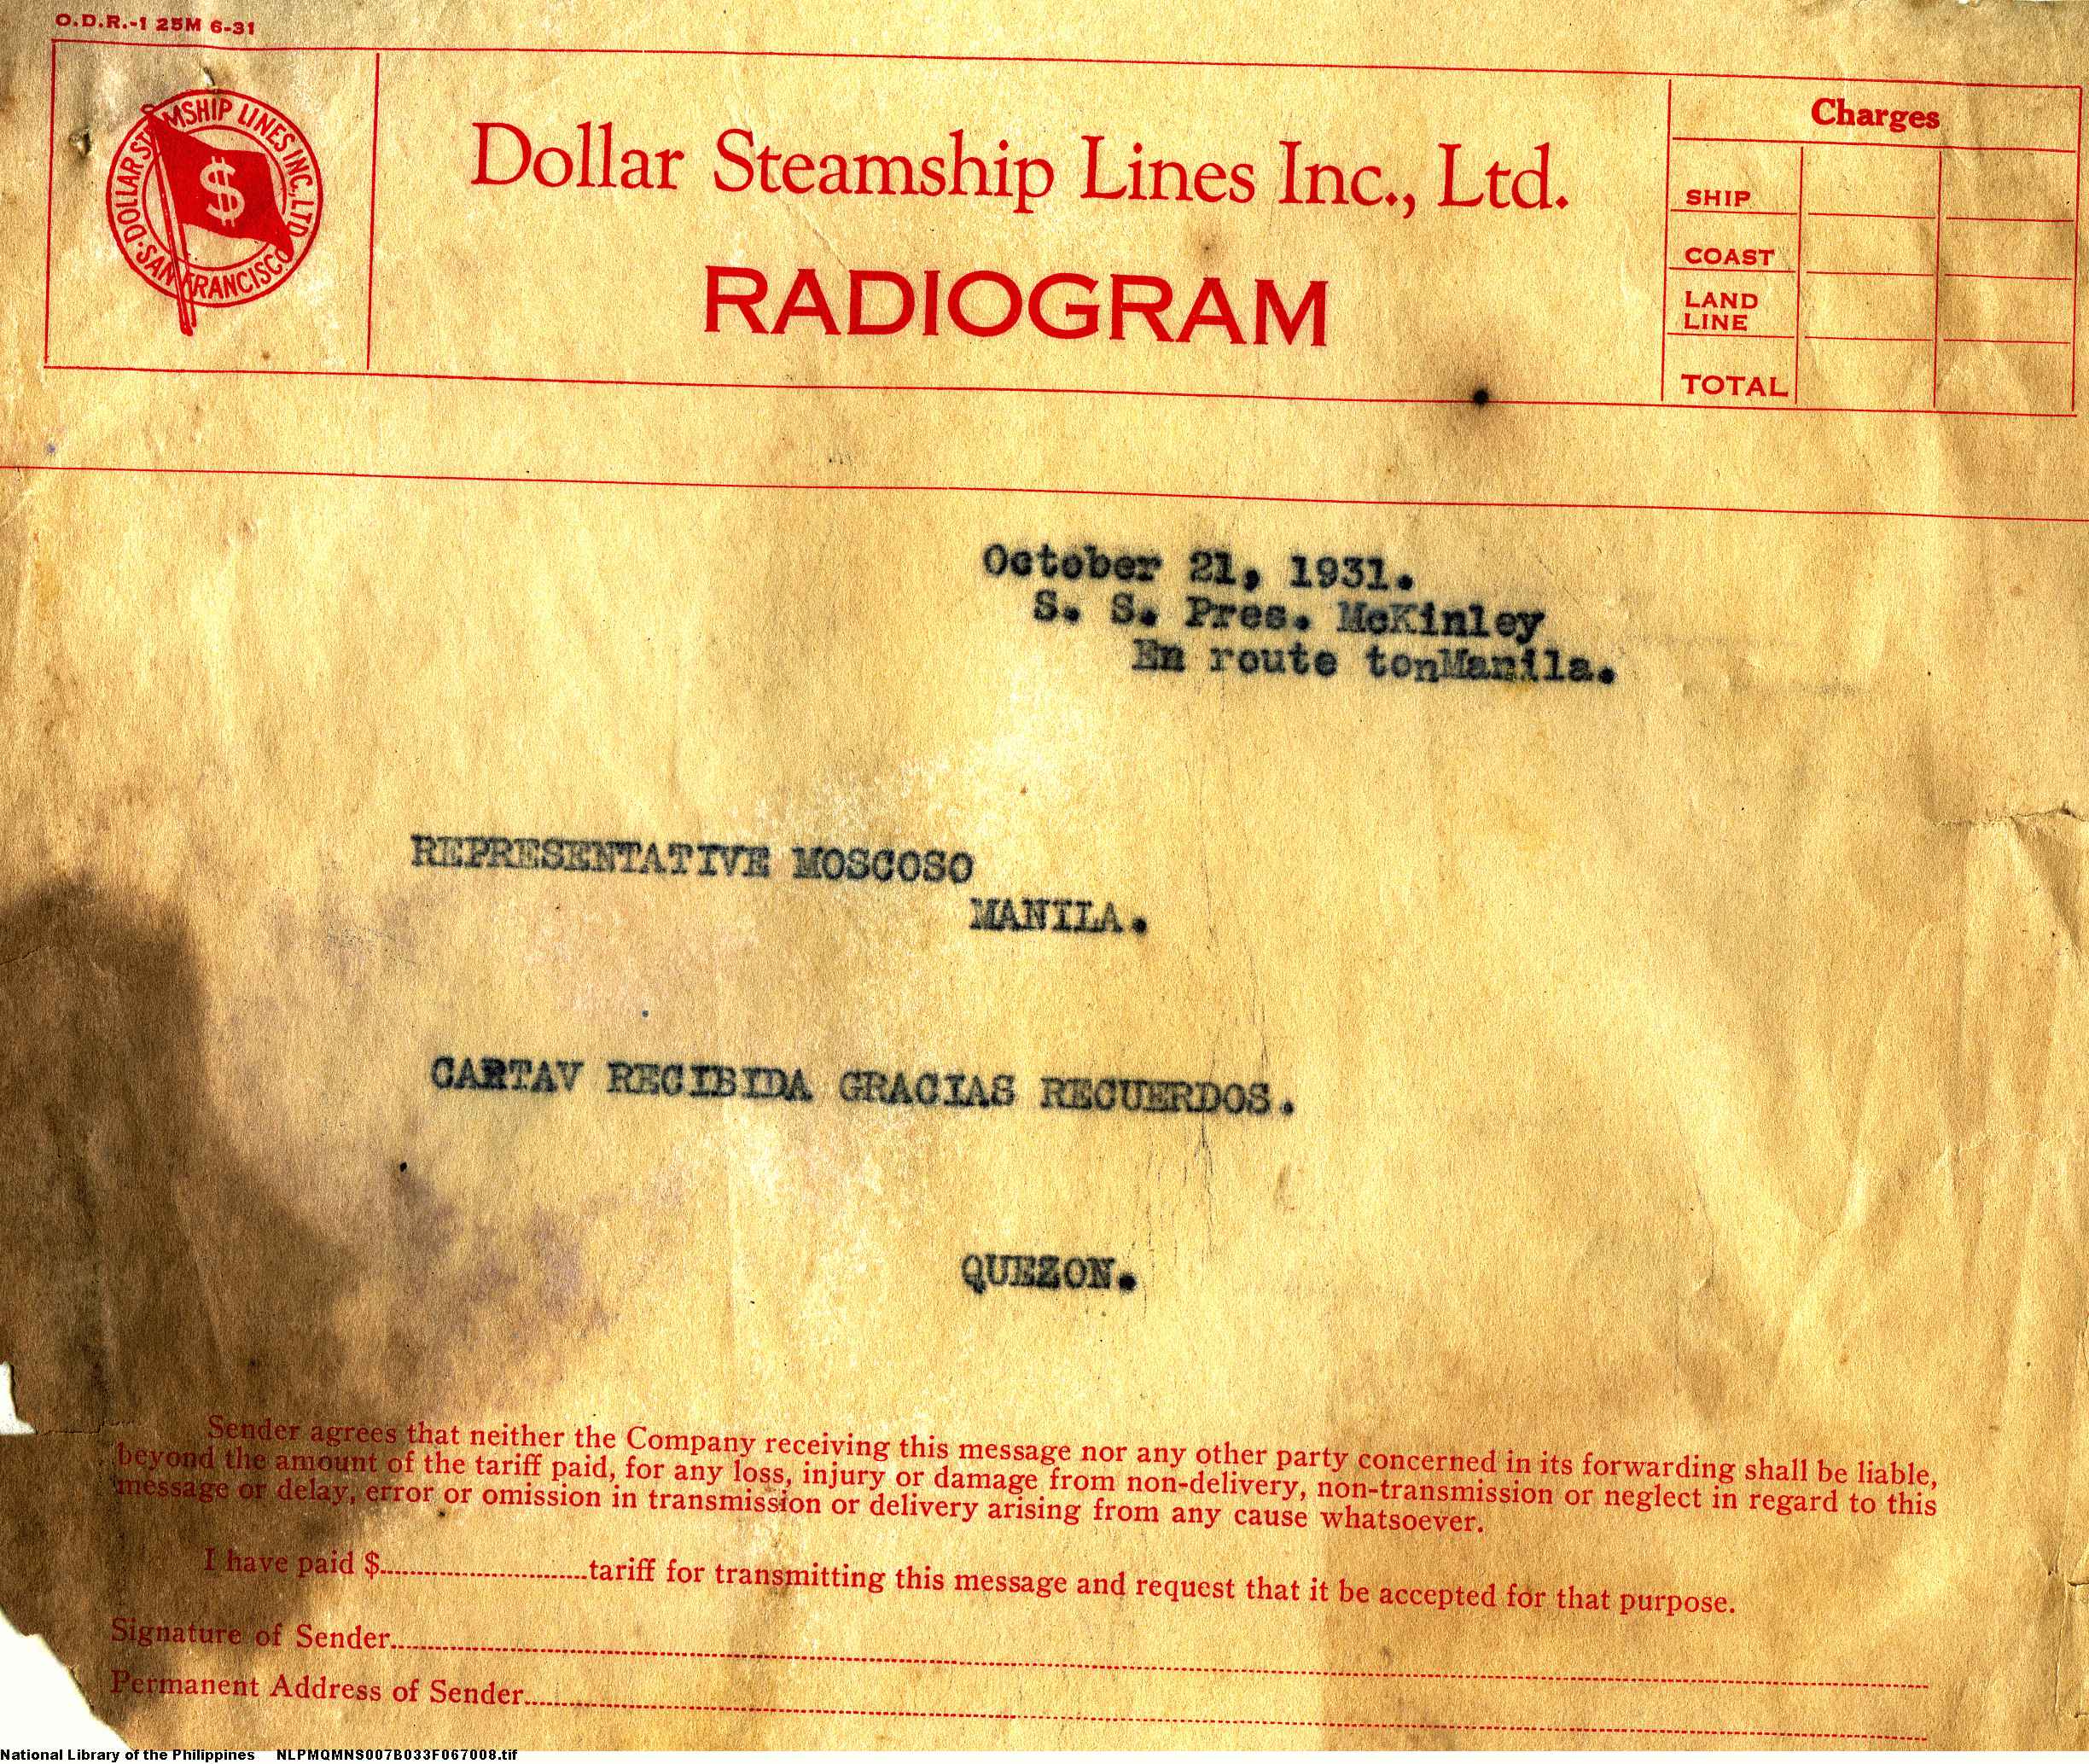 O.D.R.-1 25M 6-31
DOLLAR STEAMSHIP LINES INC., LTD.
SAN FRANCISCO
$
Dollar Steamship Lines Inc., Ltd.
RADIOGRAM
Charges
SHIP
COAST
LAND
LINE
TOTAL
October 21, 1931.
S. S. Pres. McKinley
En route tonManila.
REPRESENTATIVE MOSCOSO
MANILA.
CARTAV RECIBIDA GRACIAS RECUERDOS.
QUEZON.
Sender agrees that neither the Company receiving this message nor any other party concerned in its forwarding shall be liable,
beyond the amount of the tariff paid, for any loss, injury or damage from non-delivery, non-transmission or neglect in regard to this
message or delay, error or omission in transmission or delivery arising from any cause whatsoever.
I have paid $..........................tariff for transmitting this message and request that it be accepted for that purpose.
Signature of Sender
Permanent Address of Sender
National Library of the Philippines NLPMQMNS007B033F067008.tif